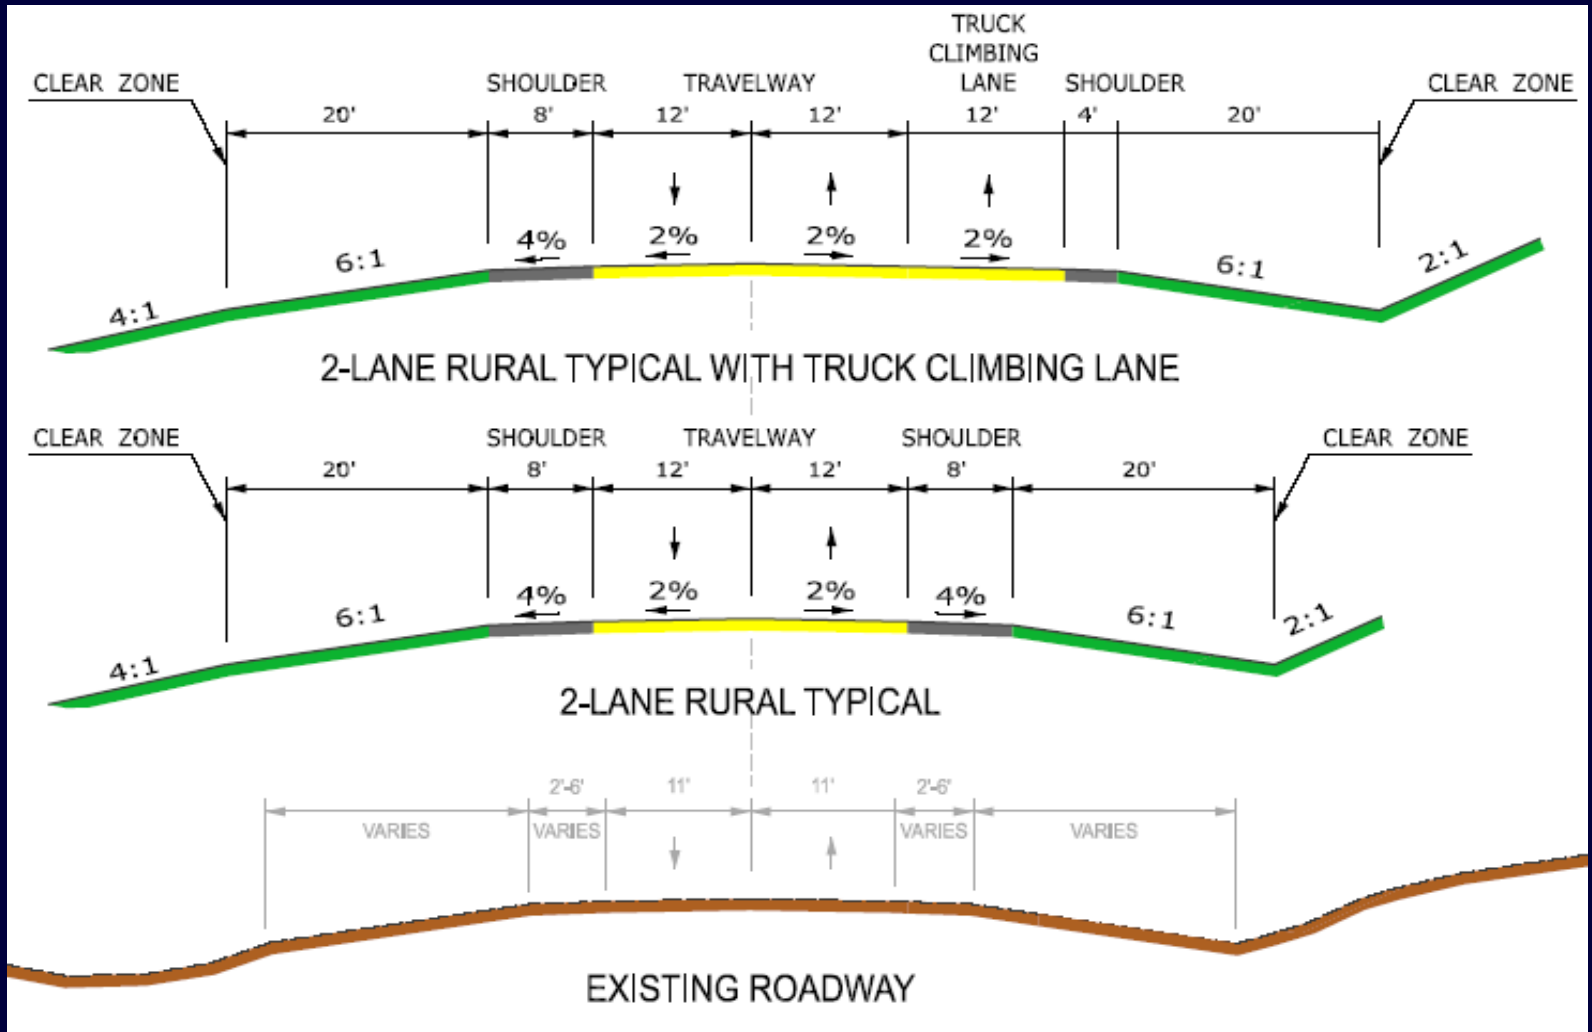 TRUCK
CLIMBING
LANE
CLEAR ZONE SHOULDER TRAVELWAY SHOULDER CLEAR ZONE
20' 8' 12' 12' 12' 4' 20'
4% 2% 2% 2%
4:1 6:1 6:1 2:1
2-LANE RURAL TYPICAL WITH TRUCK CLIMBING LANE
CLEAR ZONE SHOULDER TRAVELWAY SHOULDER CLEAR ZONE
20' 8' 12' 12' 8' 20'
4% 2% 2% 4%
4:1 6:1 6:1 2:1
2-LANE RURAL TYPICAL
2'-6' 11' 11' 2'-6'
VARIES VARIES VARIES VARIES
EXISTING ROADWAY